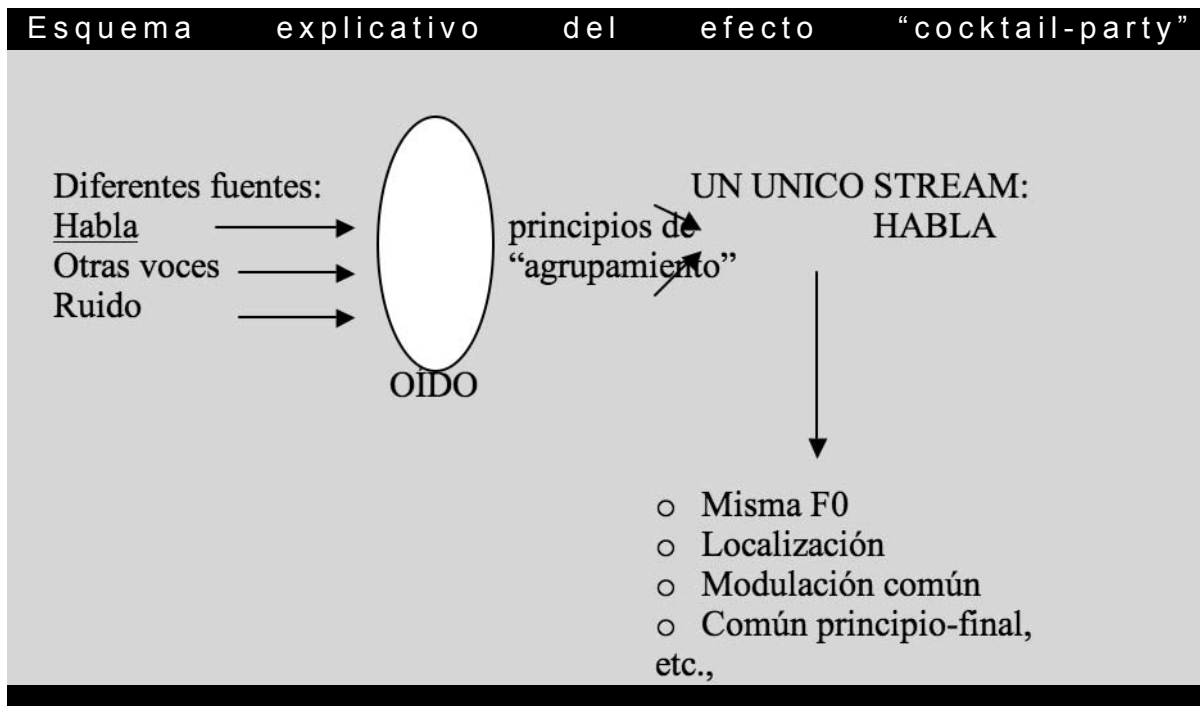 Esquema explicativo del efecto “cocktail-party”
Diferentes fuentes:
Habla
Otras voces
Ruido
OÍDO
principios de
“agrupamiento”
UN UNICO STREAM:
HABLA
o Misma F0
o Localización
o Modulación común
o Común principio-final,
etc.,